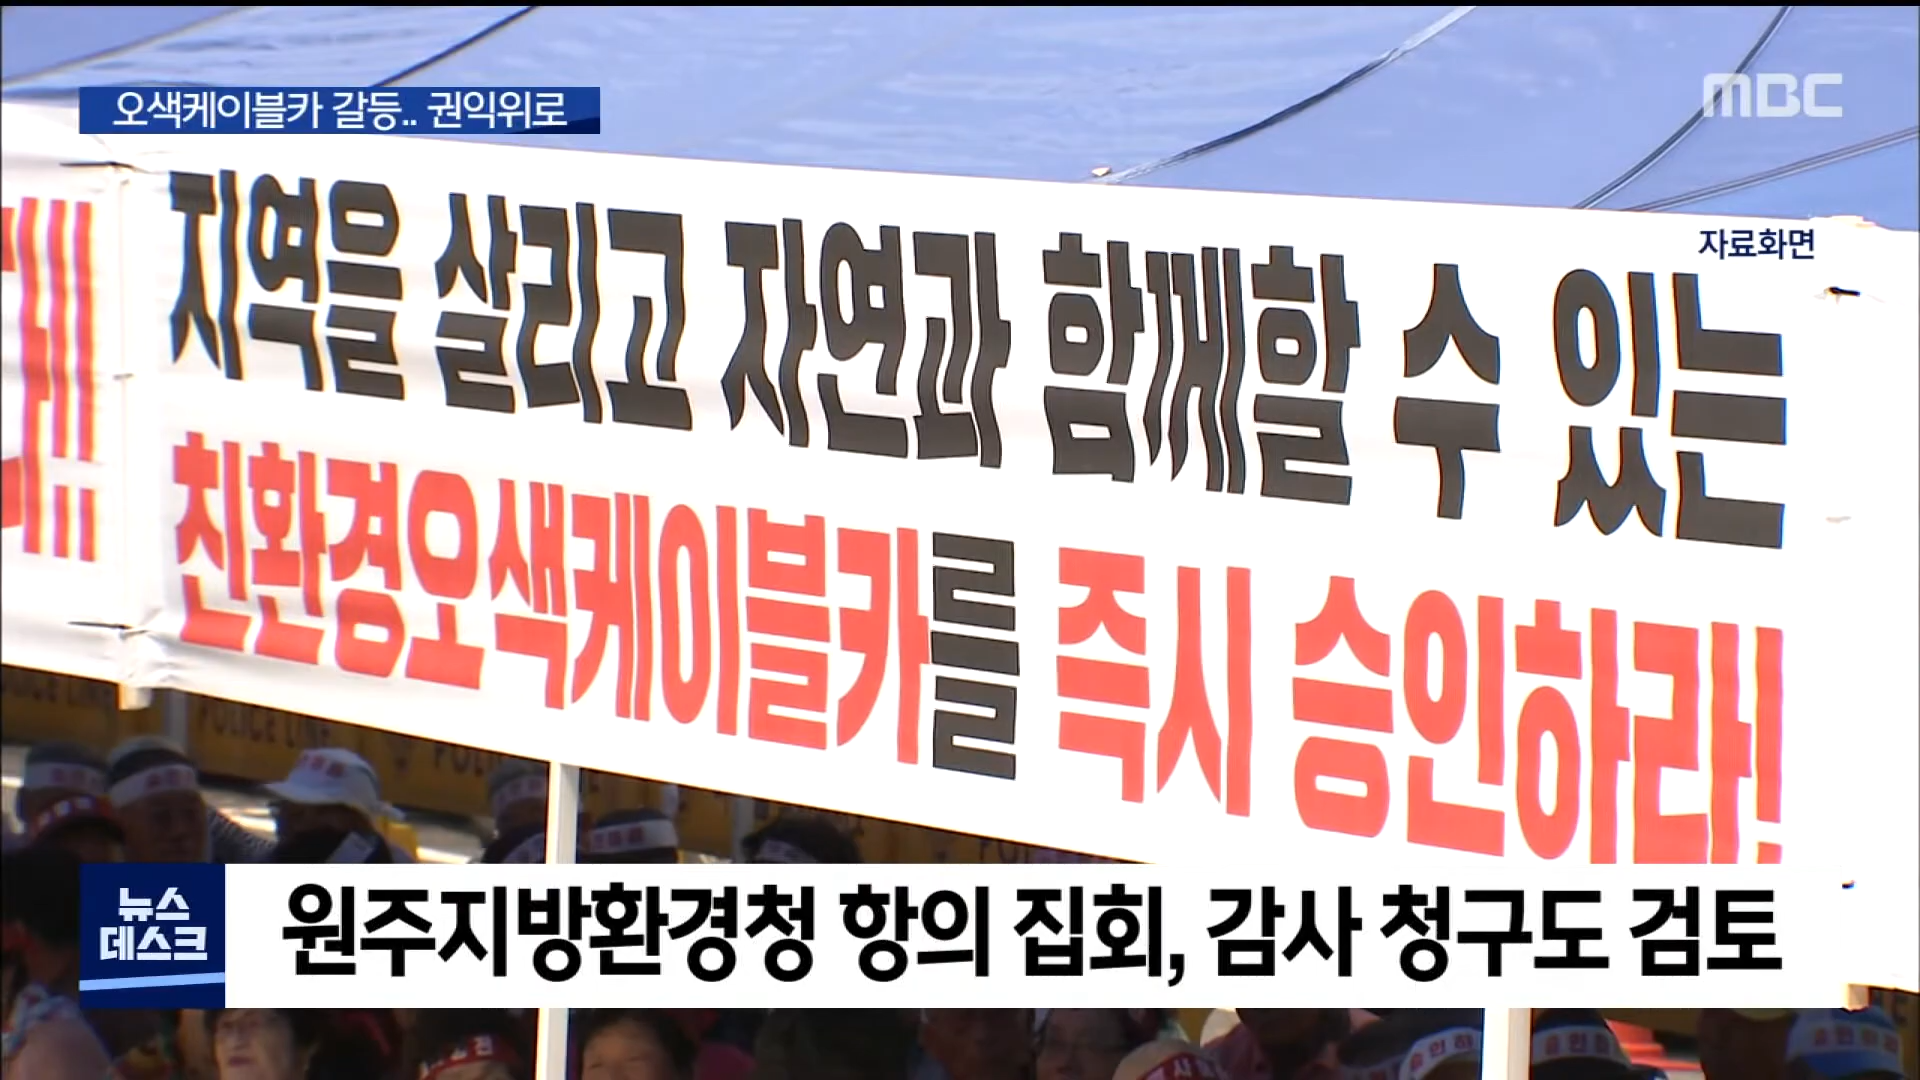 오색케이블카 갈등.. 권익위로
MBC
자료화면
지역을 살리고 자연과 함께할 수 있는
친환경오색케이블카를 즉시 승인하라!
POLICE LINE
뉴스
데스크
원주지방환경청 항의 집회, 감사 청구도 검토